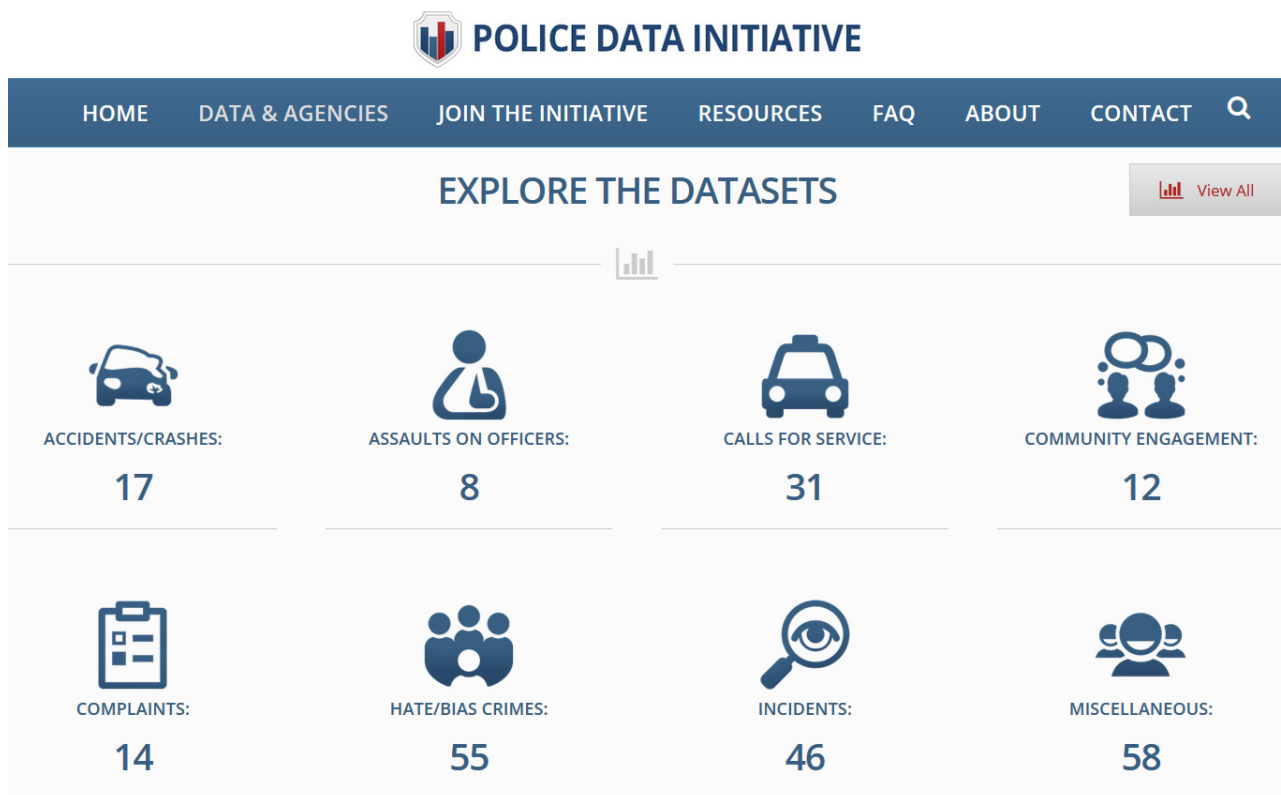 POLICE DATA INITIATIVE
HOME DATA & AGENCIES JOIN THE INITIATIVE RESOURCES FAQ ABOUT CONTACT
EXPLORE THE DATASETS
View All
ACCIDENTS/CRASHES: ASSAULTS ON OFFICERS: CALLS FOR SERVICE: COMMUNITY ENGAGEMENT:
17 8 31 12
COMPLAINTS: HATE/BIAS CRIMES: INCIDENTS: MISCELLANEOUS:
14 55 46 58